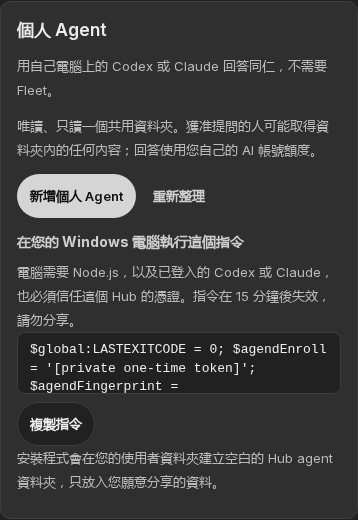 個人 Agent
用自己電腦上的 Codex 或 Claude 回答同仁，不需要
Fleet。
唯讀、只讀一個共用資料夾。獲准提問的人可能取得資
料夾內的任何內容；回答使用您自己的 AI 帳號額度。
新增個人 Agent 重新整理
在您的 Windows 電腦執行這個指令
電腦需要 Node.js，以及已登入的 Codex 或 Claude，
也必須信任這個 Hub 的憑證。指令在 15 分鐘後失效，
請勿分享。
$global:LASTEXITCODE = 0; $agendEnroll
= '[private one-time token]';
$agendFingerprint =
複製指令
安裝程式會在您的使用者資料夾建立空白的 Hub agent
資料夾，只放入您願意分享的資料。